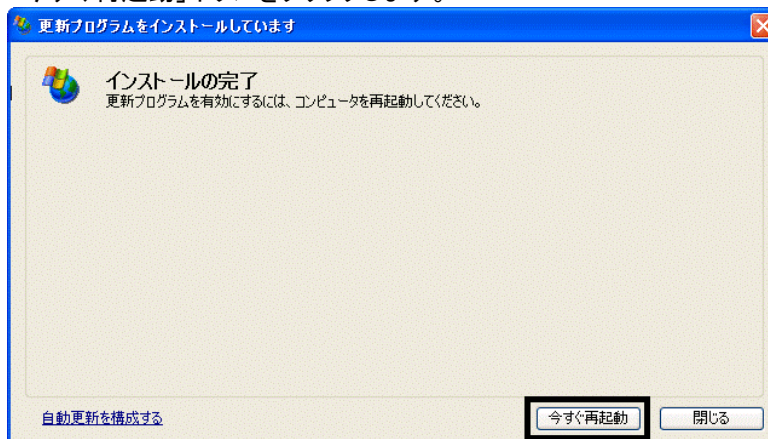 更新プログラムをインストールしています
インストールの完了
更新プログラムを有効にするには、コンピュータを再起動してください。
自動更新を構成する
今すぐ再起動 閉じる